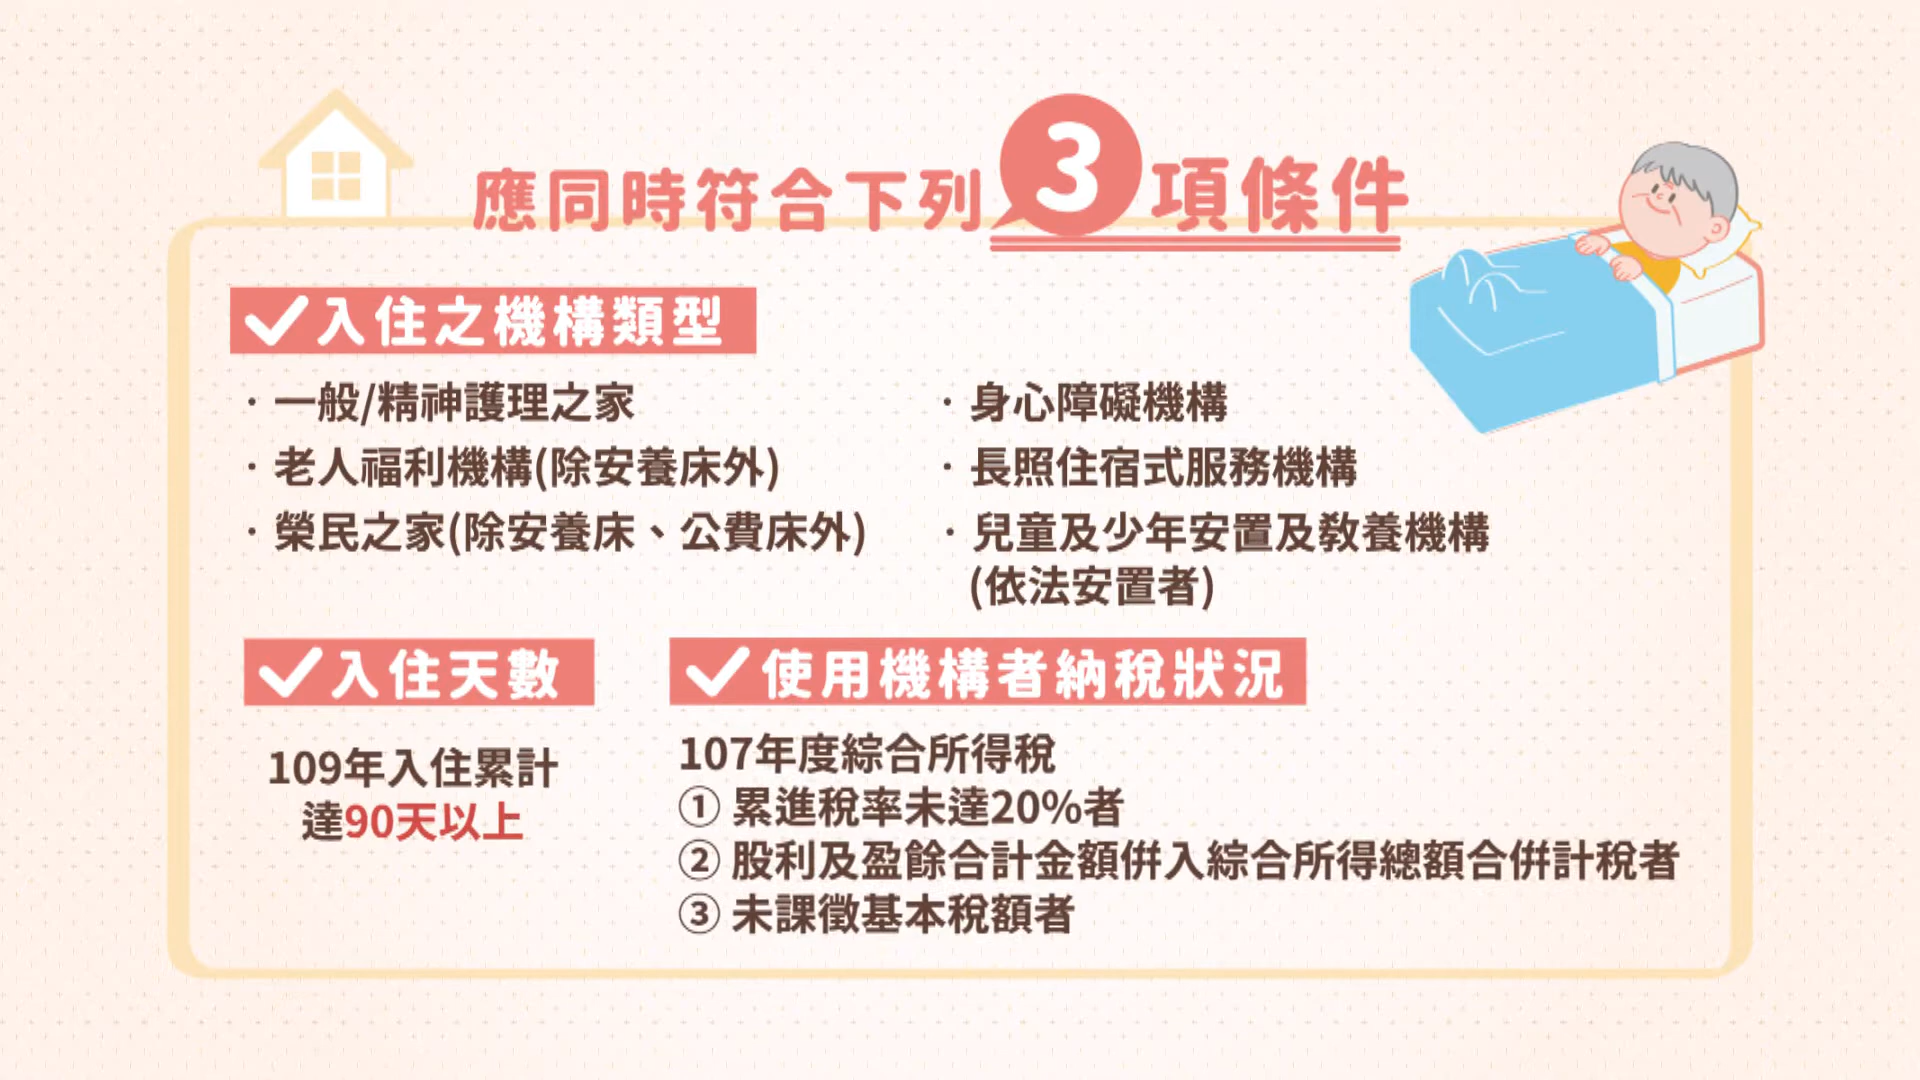 應同時符合下列3項條件
入住之機構類型
· 一般/精神護理之家
· 老人福利機構(除安養床外)
· 榮民之家(除安養床、公費床外)
· 身心障礙機構
· 長照住宿式服務機構
· 兒童及少年安置及教養機構
(依法安置者)
入住天數
109年入住累計
達90天以上
使用機構者納稅狀況
107年度綜合所得稅
① 累進稅率未達20%者
② 股利及盈餘合計金額併入綜合所得總額合併計稅者
③ 未課徵基本稅額者